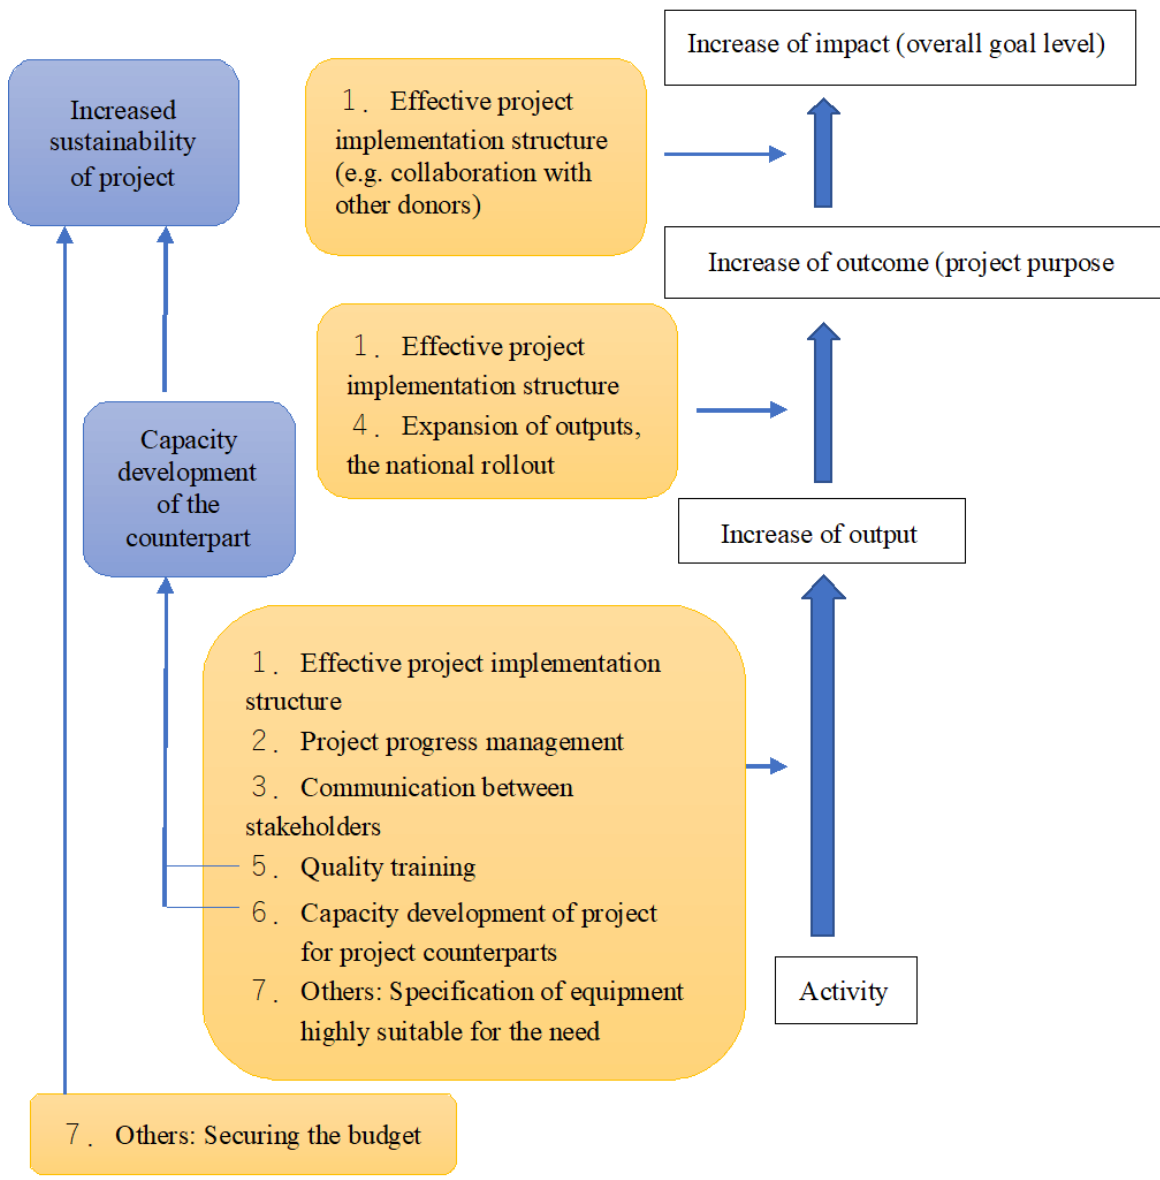 Increase of impact (overall goal level)
Increased
sustainability
of project
1． Effective project
implementation structure
(e.g. collaboration with
other donors)
Increase of outcome (project purpose
1． Effective project
implementation structure
4． Expansion of outputs,
the national rollout
Capacity
development
of the
counterpart
Increase of output
1． Effective project implementation
structure
2． Project progress management
3． Communication between
stakeholders
5． Quality training
6． Capacity development of project
for project counterparts
7． Others: Specification of equipment
highly suitable for the need
Activity
7． Others: Securing the budget